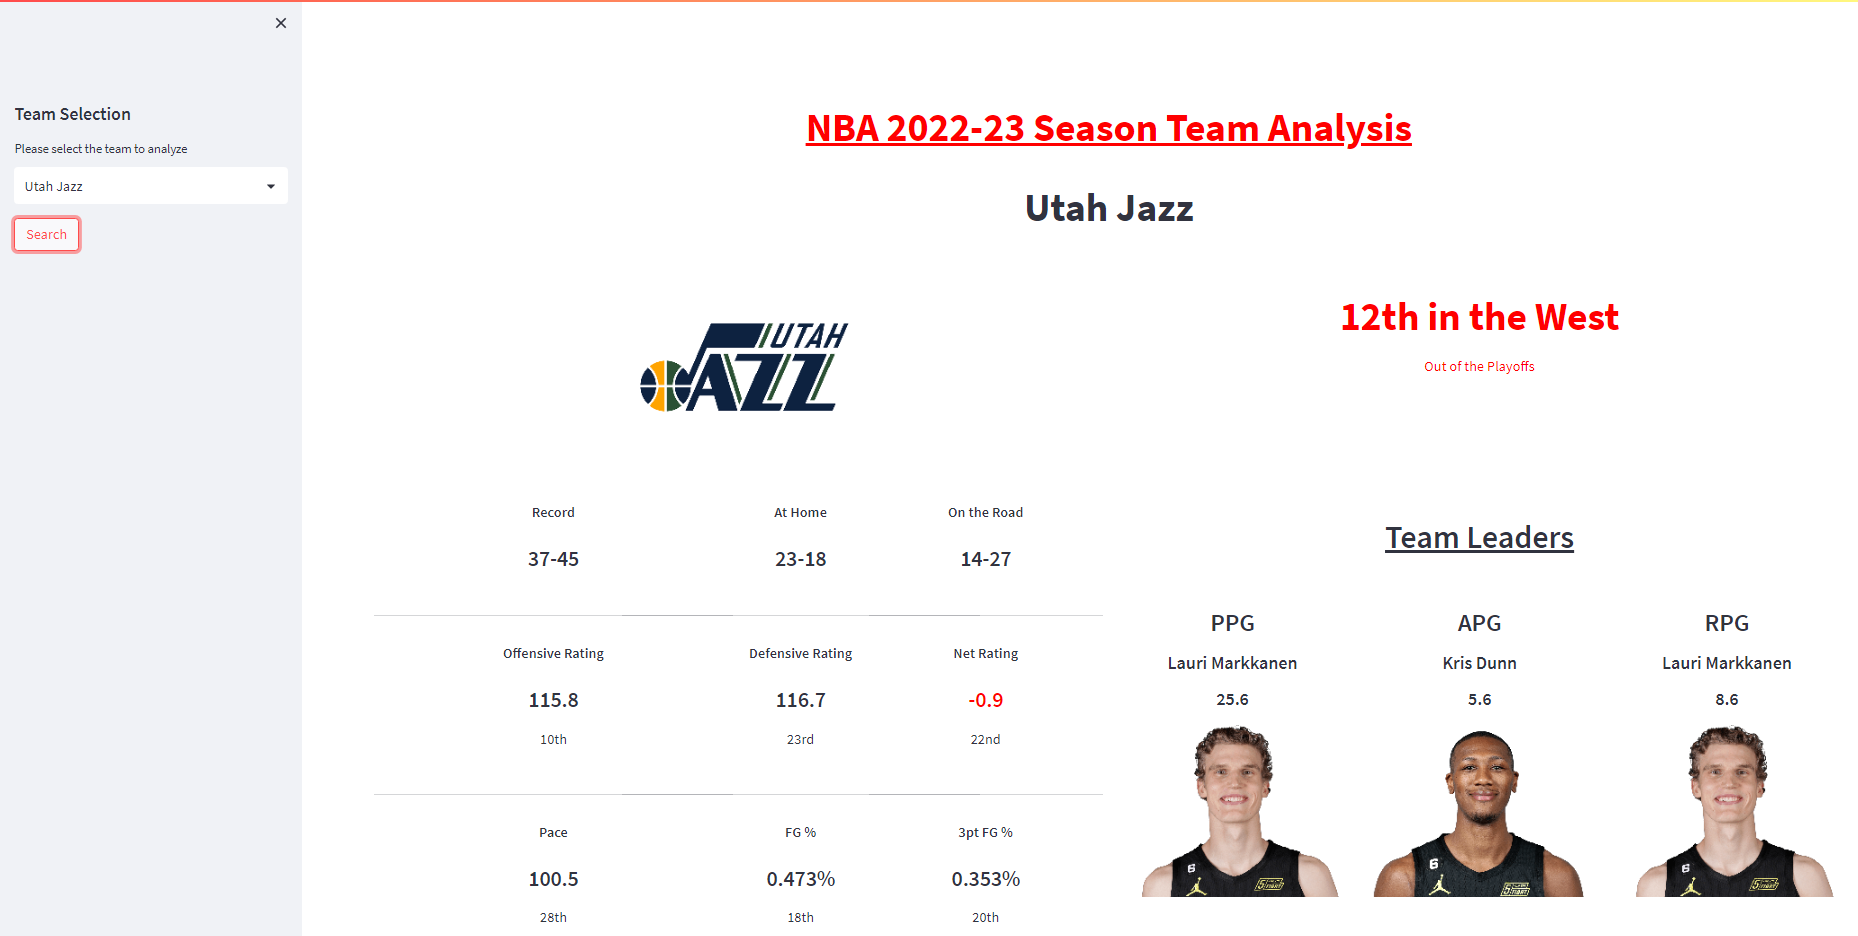 Team Selection
Please select the team to analyze
Utah Jazz
Search
NBA 2022-23 Season Team Analysis
Utah Jazz
UTAH
JAZZ
12th in the West
Out of the Playoffs
Record At Home On the Road
37-45 23-18 14-27
Offensive Rating Defensive Rating Net Rating
115.8 116.7 -0.9
10th 23rd 22nd
Pace FG % 3pt FG %
100.5 0.473% 0.353%
28th 18th 20th
Team Leaders
PPG APG RPG
Lauri Markkanen Kris Dunn Lauri Markkanen
25.6 5.6 8.6
6 6 6